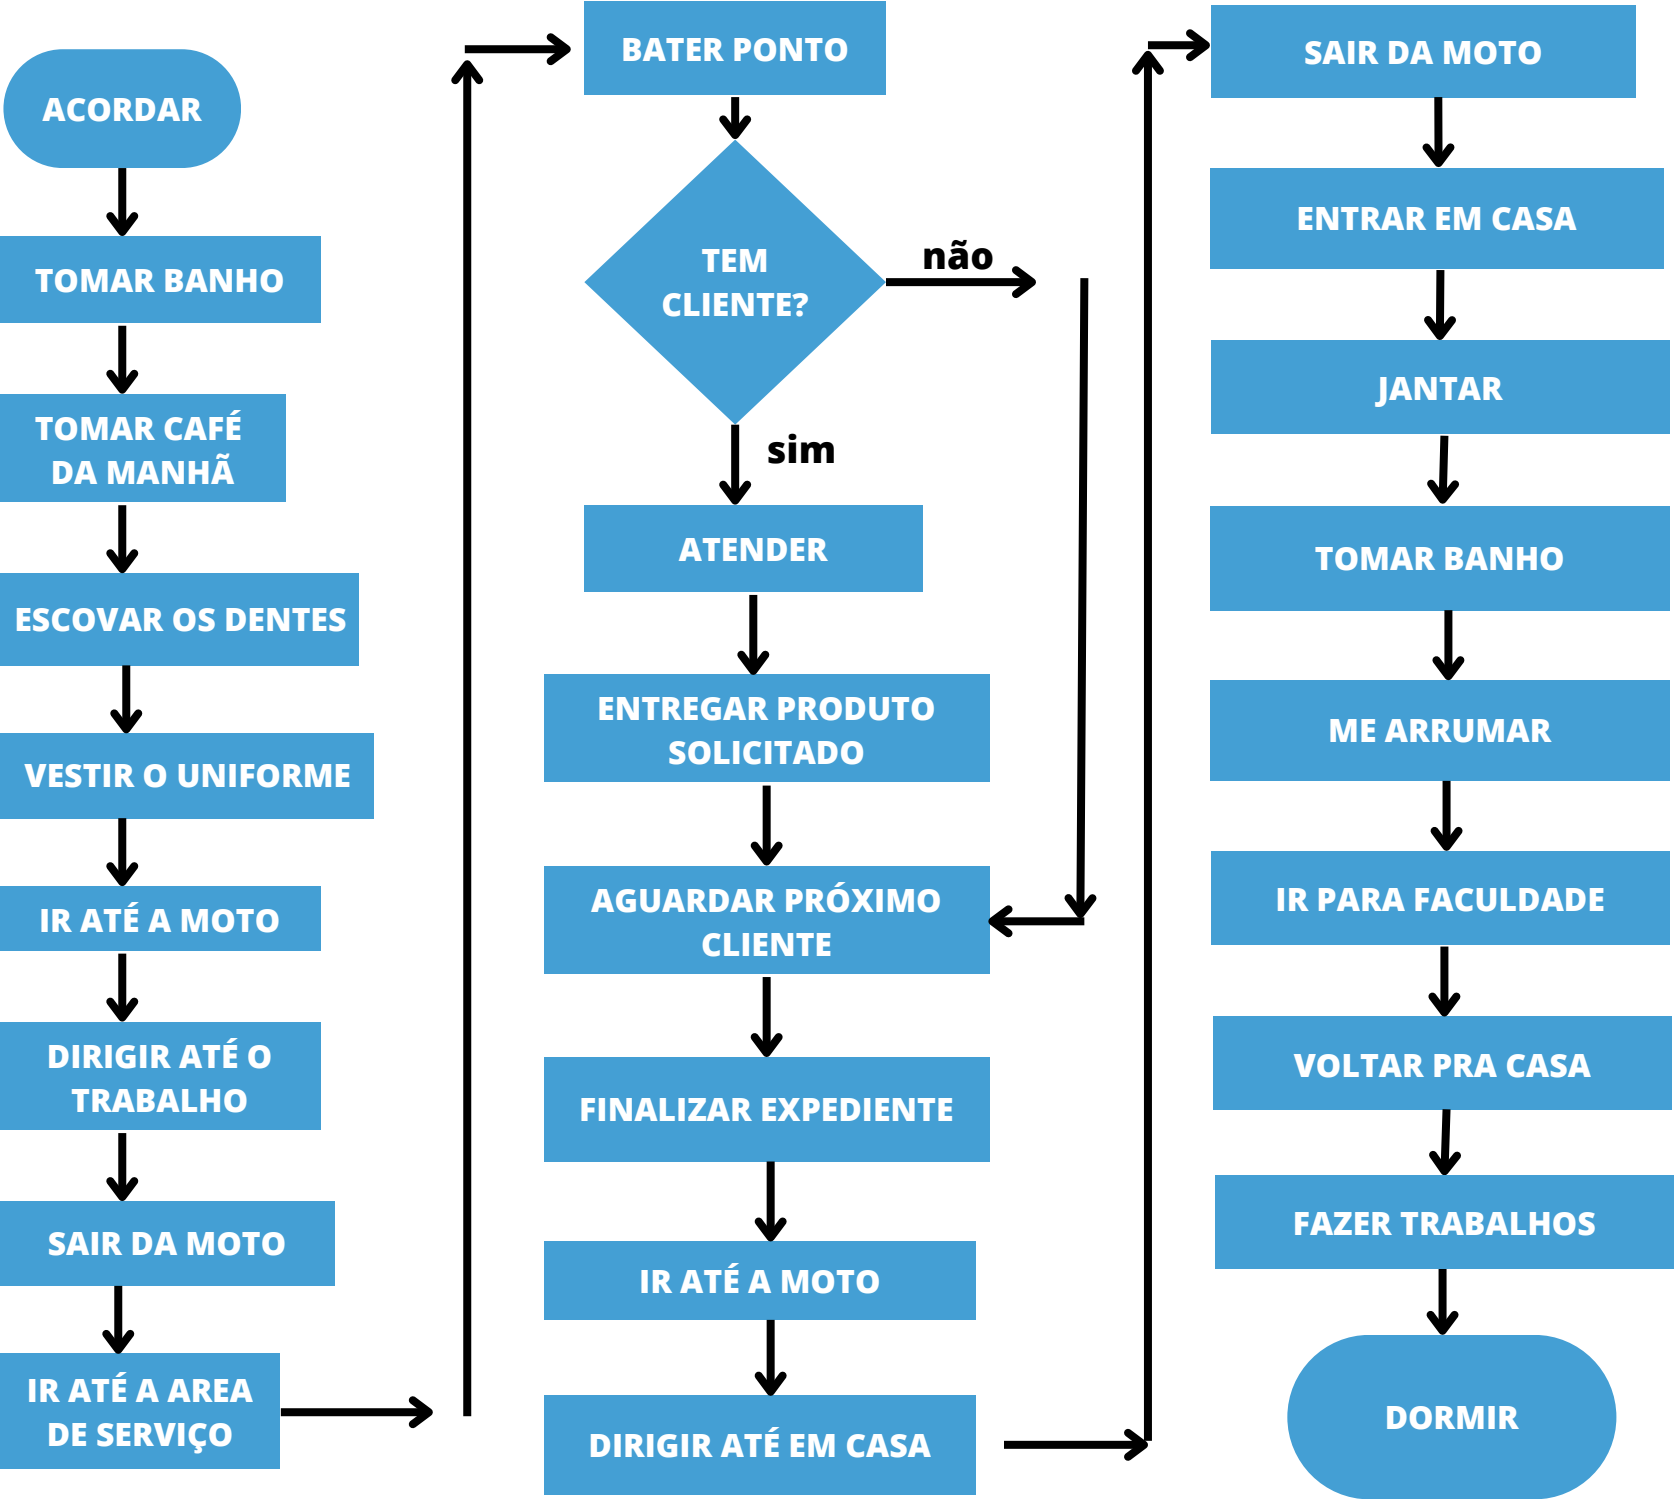 ACORDAR
TOMAR BANHO
TOMAR CAFÉ
DA MANHÃ
ESCOVAR OS DENTES
VESTIR O UNIFORME
IR ATÉ A MOTO
DIRIGIR ATÉ O
TRABALHO
SAIR DA MOTO
IR ATÉ A AREA
DE SERVIÇO
BATER PONTO
TEM
CLIENTE?
não
sim
ATENDER
ENTREGAR PRODUTO
SOLICITADO
AGUARDAR PRÓXIMO
CLIENTE
FINALIZAR EXPEDIENTE
IR ATÉ A MOTO
DIRIGIR ATÉ EM CASA
SAIR DA MOTO
ENTRAR EM CASA
JANTAR
TOMAR BANHO
ME ARRUMAR
IR PARA FACULDADE
VOLTAR PRA CASA
FAZER TRABALHOS
DORMIR